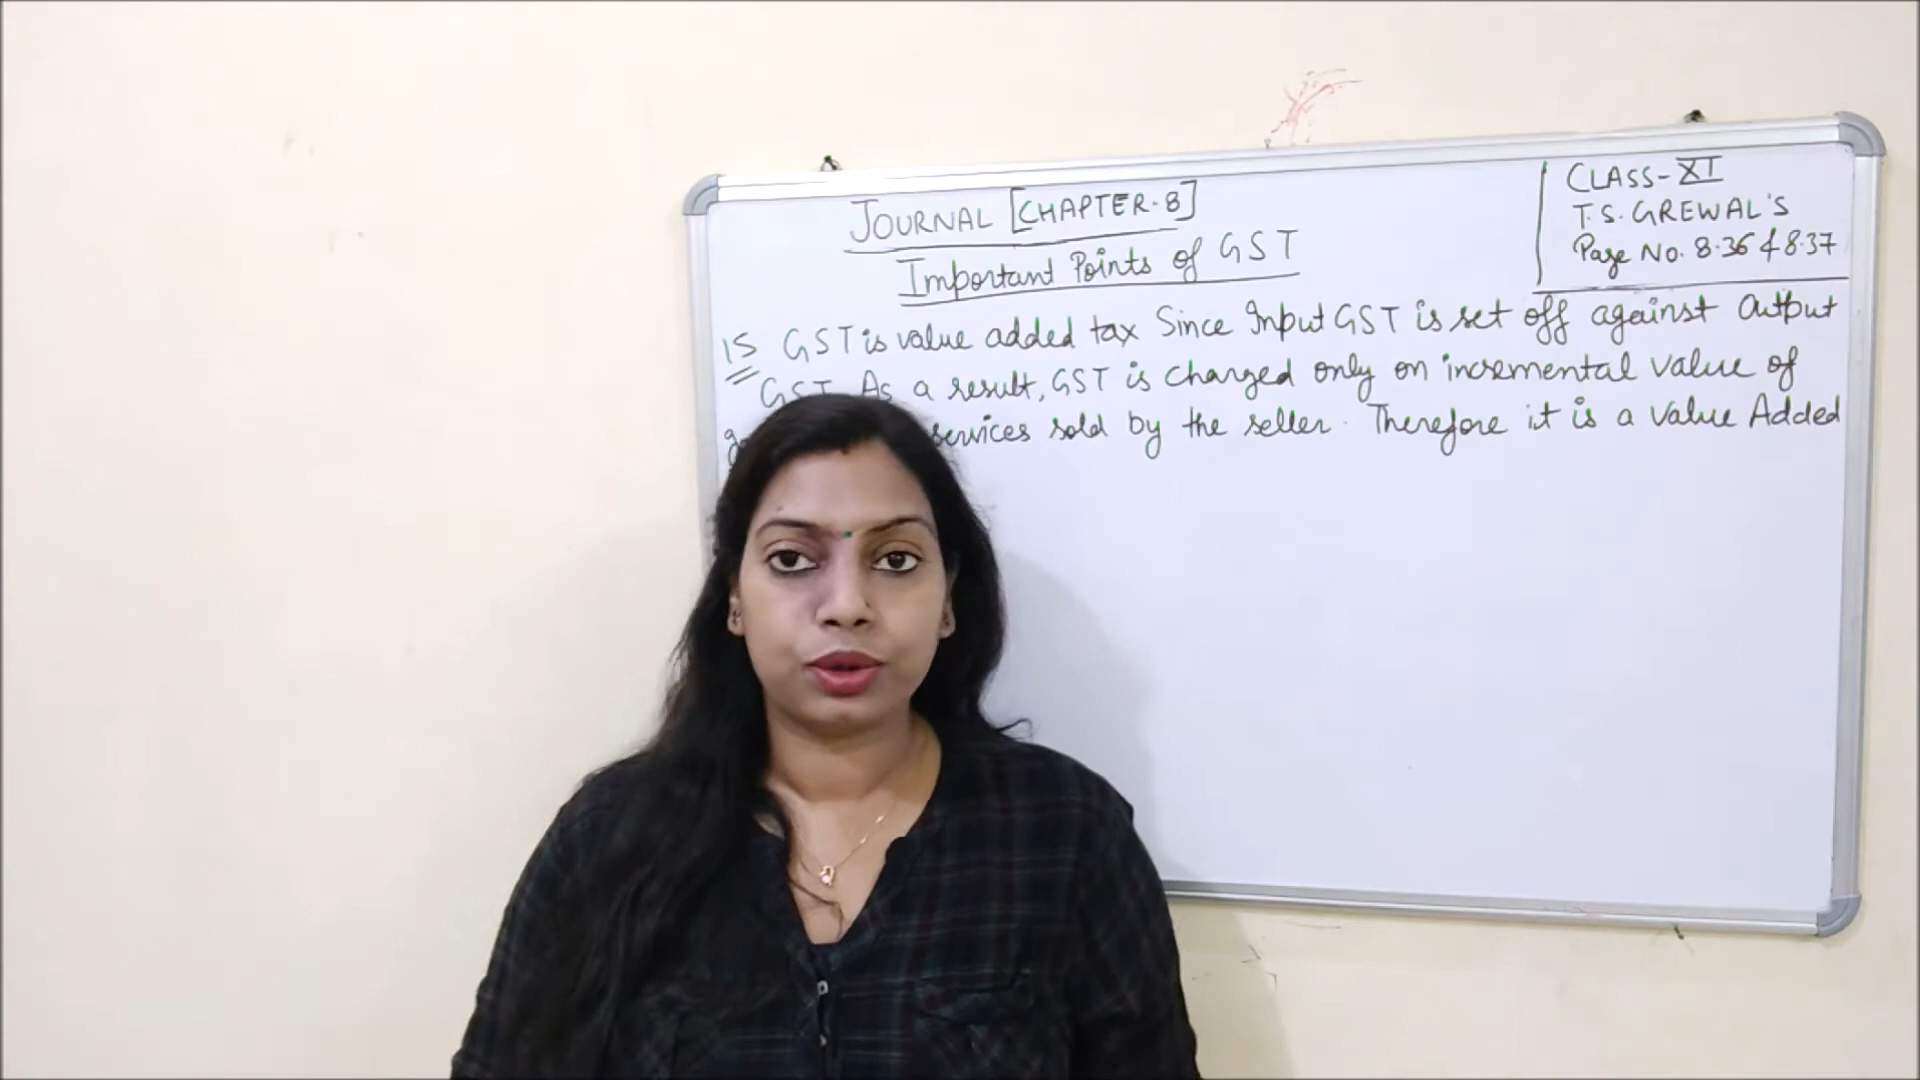 JOURNAL [CHAPTER-8]
Important Points of GST
CLASS-XI
T.S. GREWAL'S
Page No. 8.36 & 8.37
15 GST is value added tax Since Input GST is set off against Output
GST. As a result, GST is charged only on incremental value of
services sold by the seller. Therefore it is a Value Added